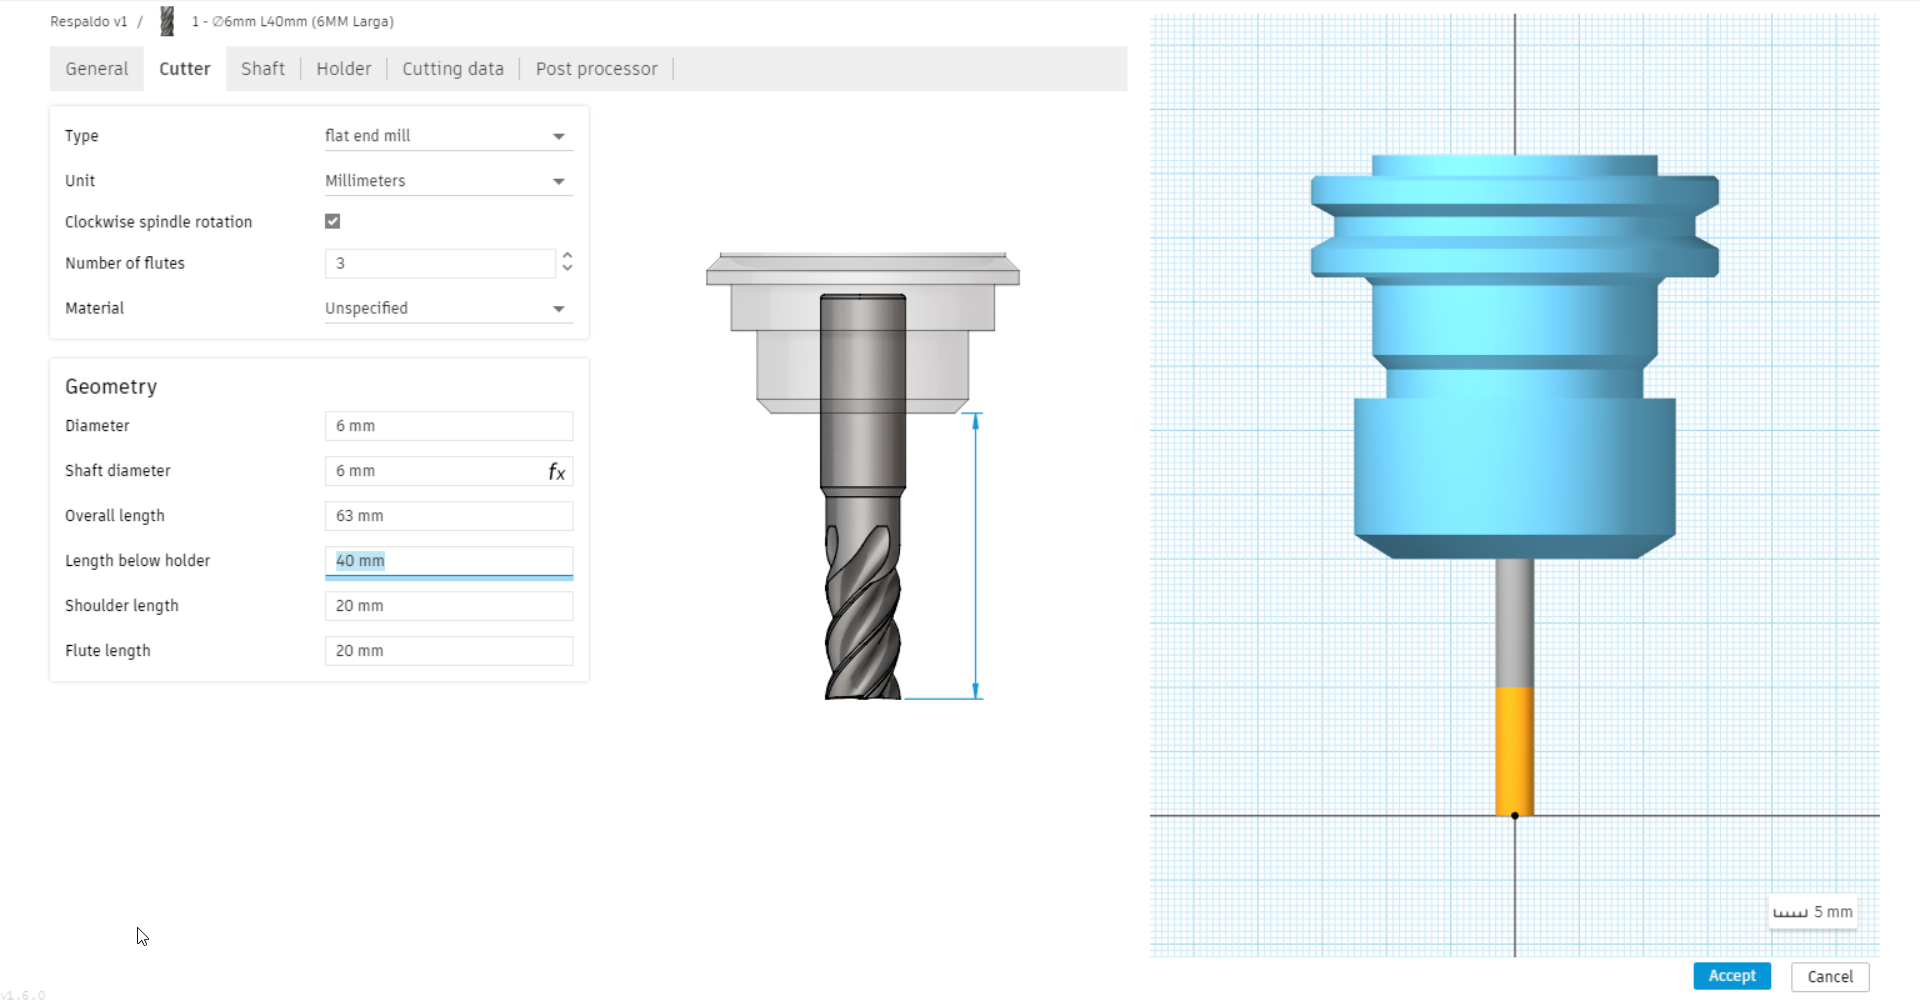 Respaldo v1 / 1 - ∅6mm L40mm (6MM Larga)
General Cutter Shaft Holder Cutting data Post processor
Type flat end mill
Unit Millimeters
Clockwise spindle rotation
Number of flutes 3
Material Unspecified
Geometry
Diameter 6 mm
Shaft diameter 6 mm fx
Overall length 63 mm
Length below holder 40 mm
Shoulder length 20 mm
Flute length 20 mm
5 mm
Accept Cancel
v1.6.0